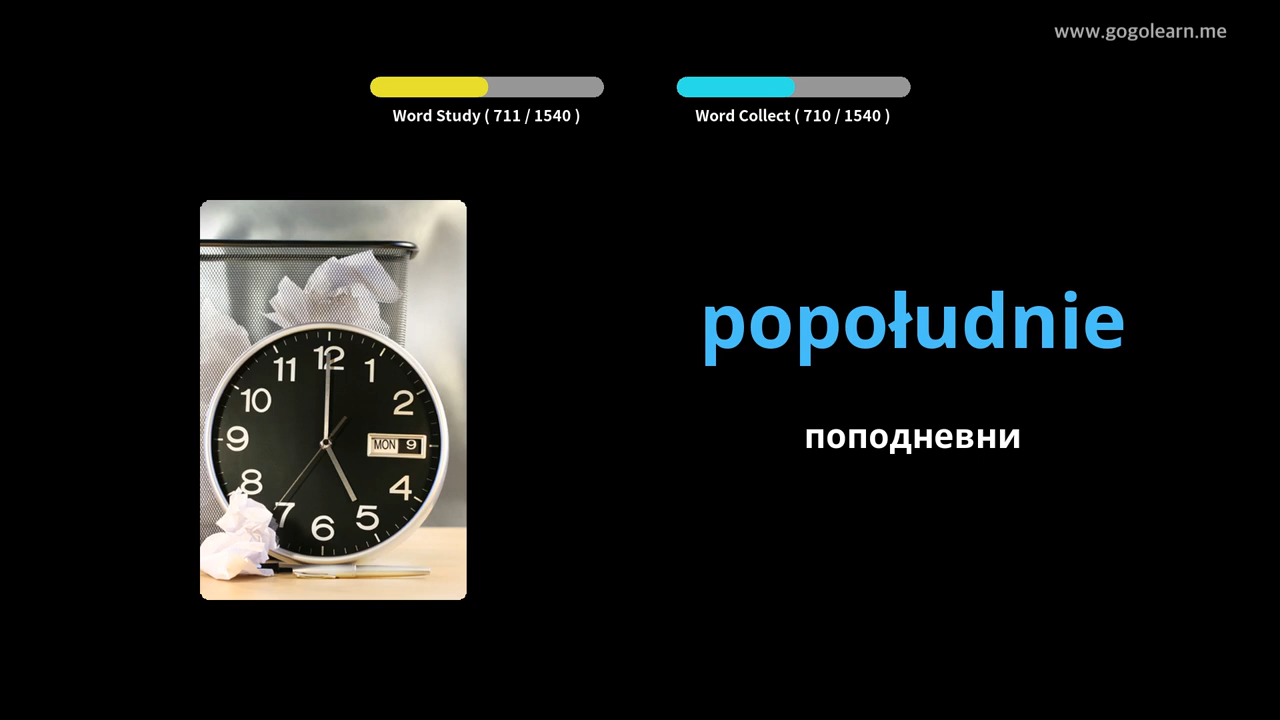 www.gogolearn.me
Word Study ( 711 / 1540 )
Word Collect ( 710 / 1540 )
popołudnie
поподневни
12
11
1
10
2
9
MON 9
8
4
7
5
6